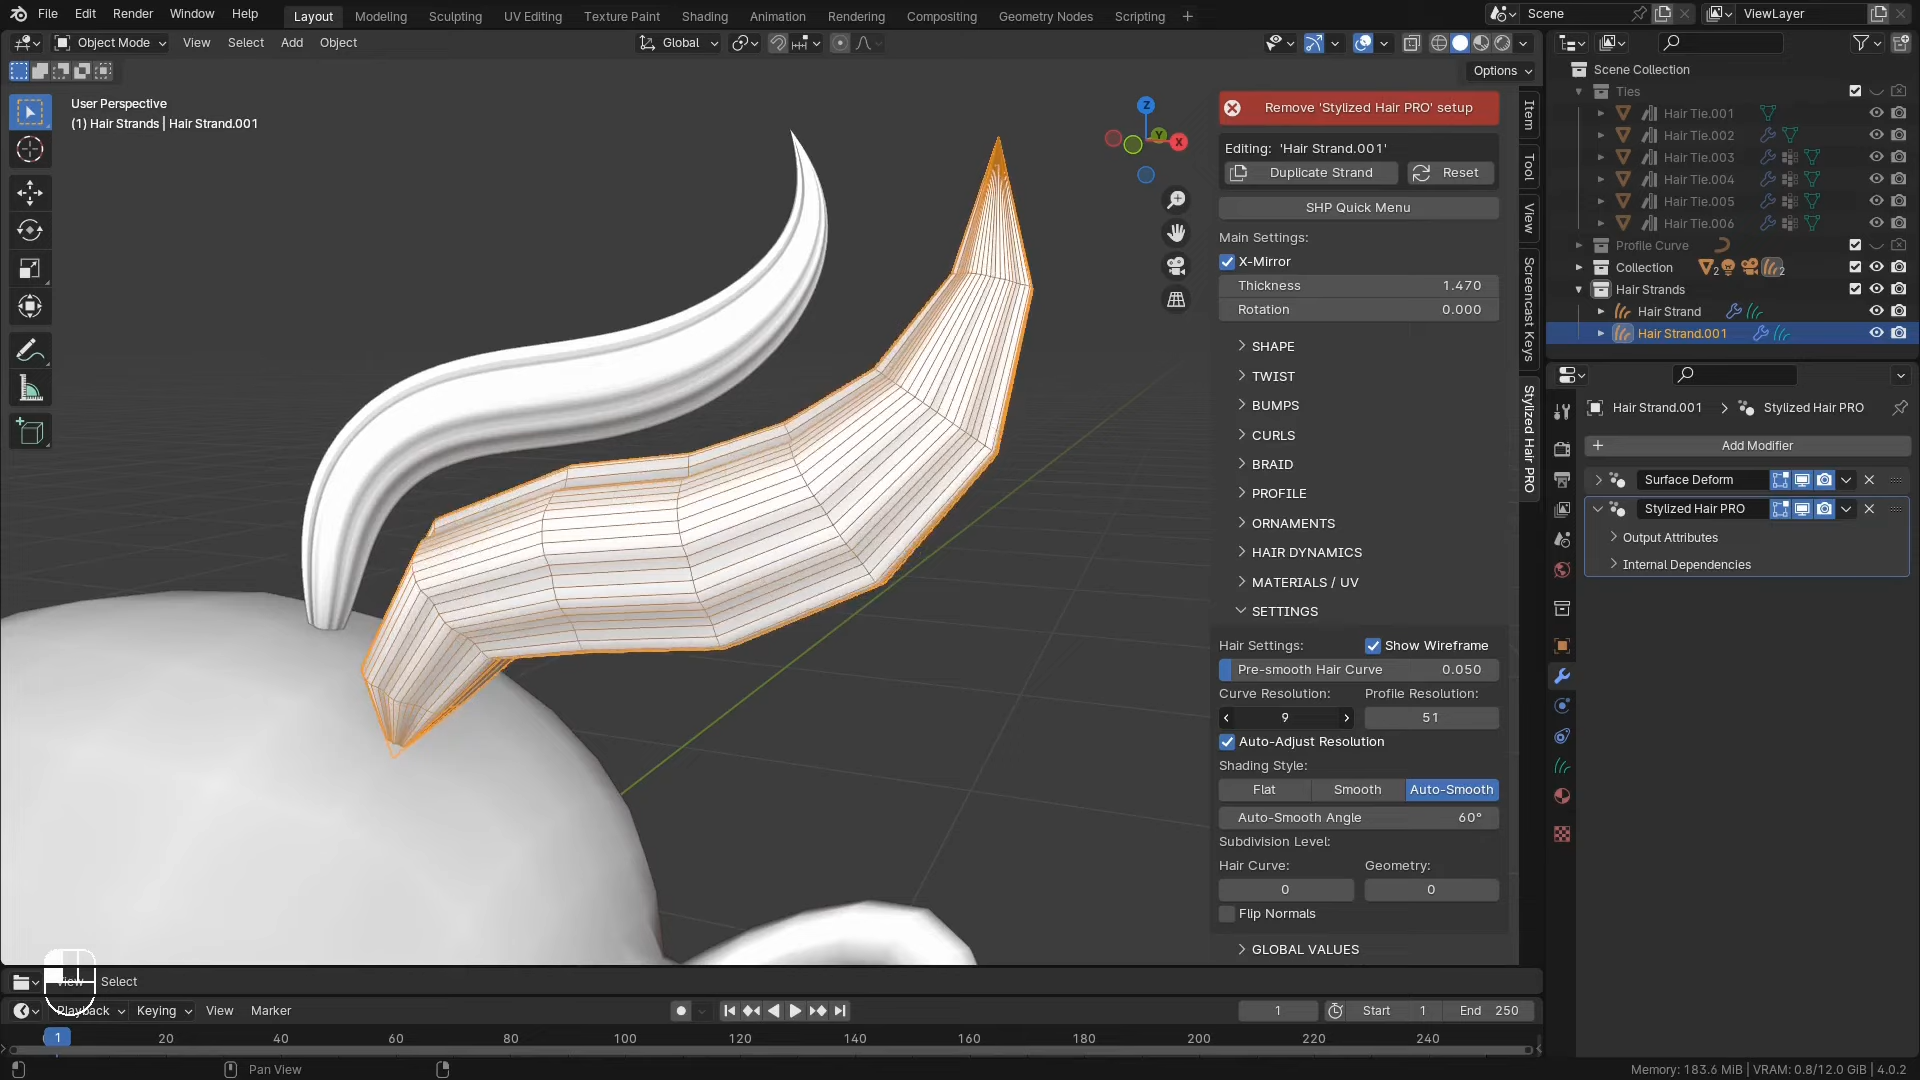 File Edit Render Window Help Layout Modeling Sculpting UV Editing Texture Paint Shading Animation Rendering Compositing Geometry Nodes Scripting + Scene ViewLayer
Object Mode View Select Add Object Global
Options
User Perspective
(1) Hair Strands | Hair Strand.001
Z
Y
X
Remove 'Stylized Hair PRO' setup
Editing: 'Hair Strand.001'
Duplicate Strand Reset
SHP Quick Menu
Main Settings:
X-Mirror
Thickness 1.470
Rotation 0.000
SHAPE
TWIST
BUMPS
CURLS
BRAID
PROFILE
ORNAMENTS
HAIR DYNAMICS
MATERIALS / UV
SETTINGS
Hair Settings: Show Wireframe
Pre-smooth Hair Curve 0.050
Curve Resolution: Profile Resolution:
9 51
Auto-Adjust Resolution
Shading Style:
Flat Smooth Auto-Smooth
Auto-Smooth Angle 60°
Subdivision Level:
Hair Curve: Geometry:
0 0
Flip Normals
GLOBAL VALUES
Item
Tool
View
Screencast Keys
Stylized Hair PRO
Scene Collection
Ties
Hair Tie.001
Hair Tie.002
Hair Tie.003
Hair Tie.004
Hair Tie.005
Hair Tie.006
Profile Curve
Collection 2 2
Hair Strands
Hair Strand
Hair Strand.001
Hair Strand.001 > Stylized Hair PRO
+ Add Modifier
Surface Deform
Stylized Hair PRO
Output Attributes
Internal Dependencies
View Select
Playback Keying View Marker 1 Start 1 End 250
1 20 40 60 80 100 120 140 160 180 200 220 240
Pan View Memory: 183.6 MiB | VRAM: 0.8/12.0 GiB | 4.0.2